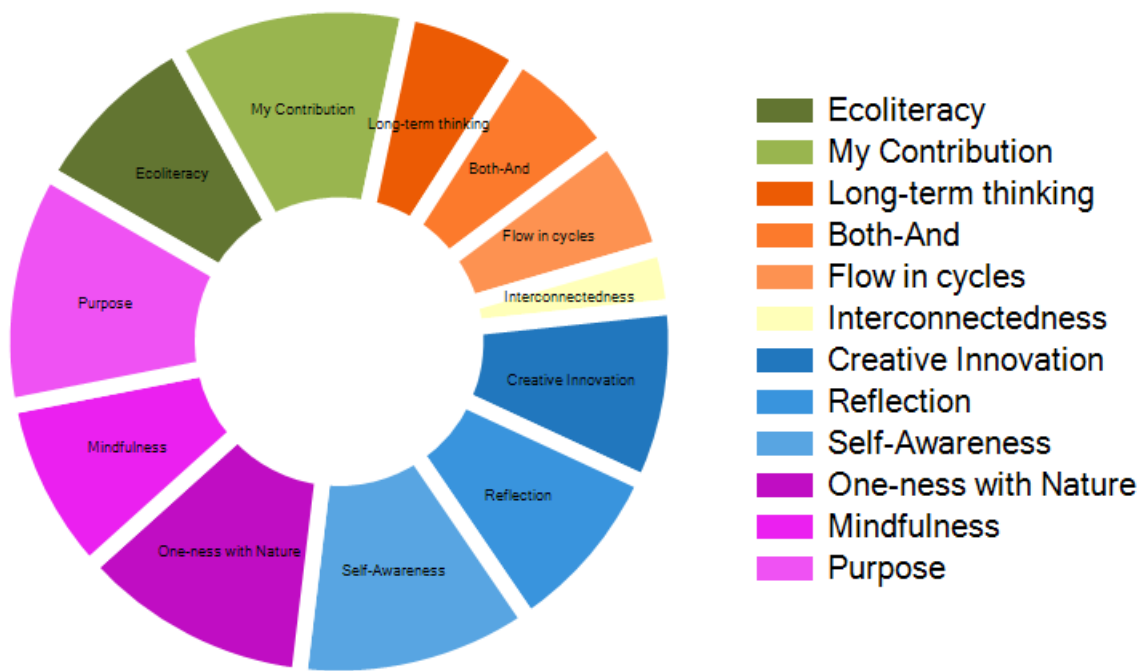 My Contribution
Long-term thinking
Ecoliteracy
Both-And
Flow in cycles
Purpose
Interconnectedness
Creative Innovation
Mindfulness
Reflection
One-ness with Nature
Self-Awareness
Ecoliteracy
My Contribution
Long-term thinking
Both-And
Flow in cycles
Interconnectedness
Creative Innovation
Reflection
Self-Awareness
One-ness with Nature
Mindfulness
Purpose